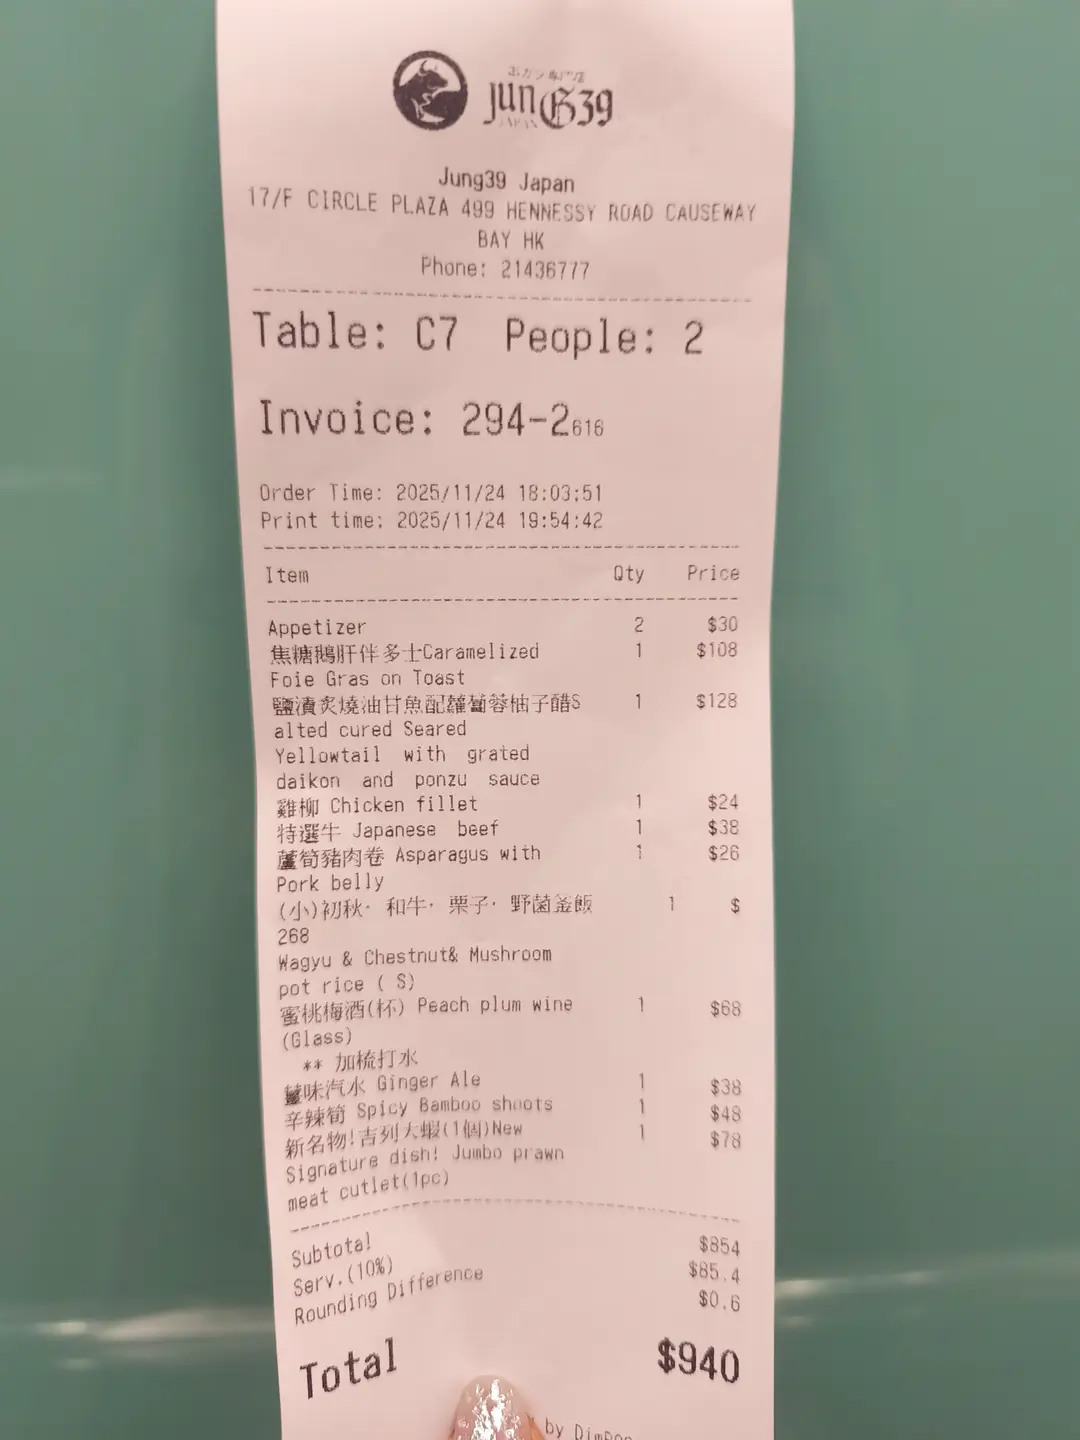 ホカツ専門店
Jung39
JAPAN
Jung39 Japan
17/F CIRCLE PLAZA 499 HENNESSY ROAD CAUSEWAY
BAY HK
Phone: 21436777
Table: C7 People: 2
Invoice: 294-2616
Order Time: 2025/11/24 18:03:51
Print time: 2025/11/24 19:54:42
Item Qty Price
Appetizer 2 $30
焦糖鵝肝伴多士Caramelized 1 $108
Foie Gras on Toast
鹽漬炙燒油甘魚配蘿蔔蓉柚子醋S 1 $128
alted cured Seared
Yellowtail with grated
daikon and ponzu sauce
雞柳 Chicken fillet 1 $24
特選牛 Japanese beef 1 $38
蘆筍豬肉卷 Asparagus with 1 $26
Pork belly
(小)初秋· 和牛· 栗子· 野菌釜飯 1 $
268
Wagyu & Chestnut& Mushroom
pot rice ( S)
蜜桃梅酒(杯) Peach plum wine 1 $68
(Glass)
** 加梳打水
薑味汽水 Ginger Ale 1 $38
辛辣筍 Spicy Bamboo shoots 1 $48
新名物!吉列大蝦(1個)New 1 $78
Signature dish! Jumbo prawn
meat cutlet(1pc)
Subtotal $854
Serv.(10%) $85.4
Rounding Difference $0.6
Total $940
by